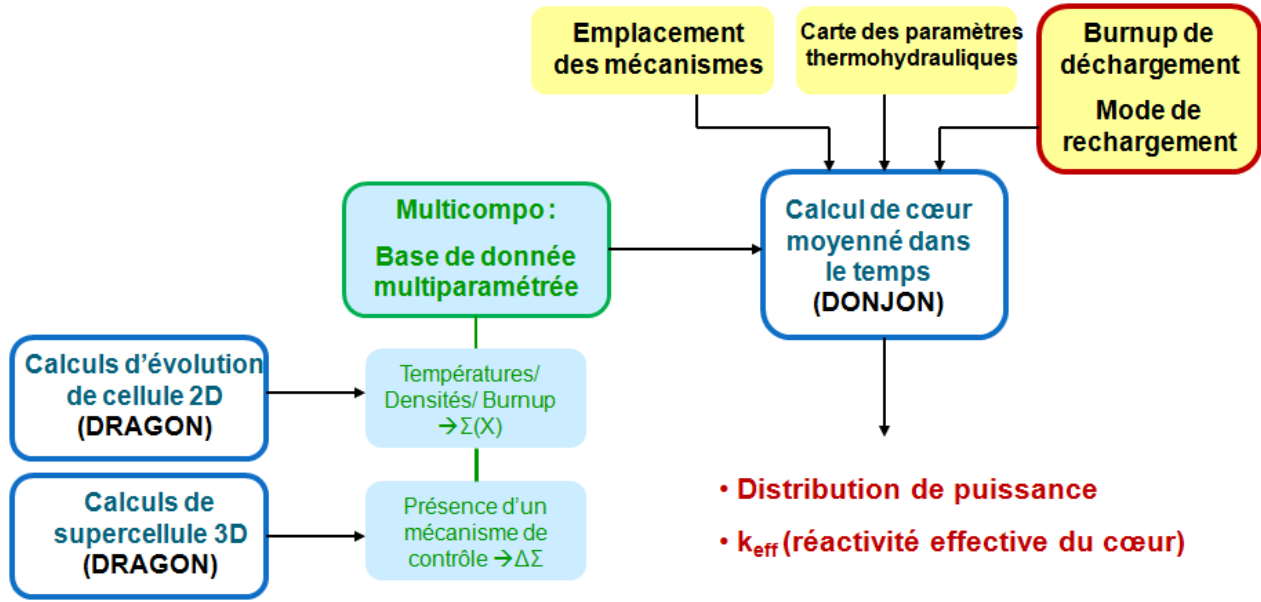 Emplacement
des mécanismes
Carte des paramètres
thermohydrauliques
Burnup de
déchargement
Mode de
rechargement
Multicompo :
Base de donnée
multiparamétrée
Calcul de cœur
moyenné dans
le temps
(DONJON)
Calculs d'évolution
de cellule 2D
(DRAGON)
Températures/
Densités/ Burnup
→Σ(X)
Calculs de
supercellule 3D
(DRAGON)
Présence d'un
mécanisme de
contrôle →ΔΣ
• Distribution de puissance
• keff (réactivité effective du cœur)